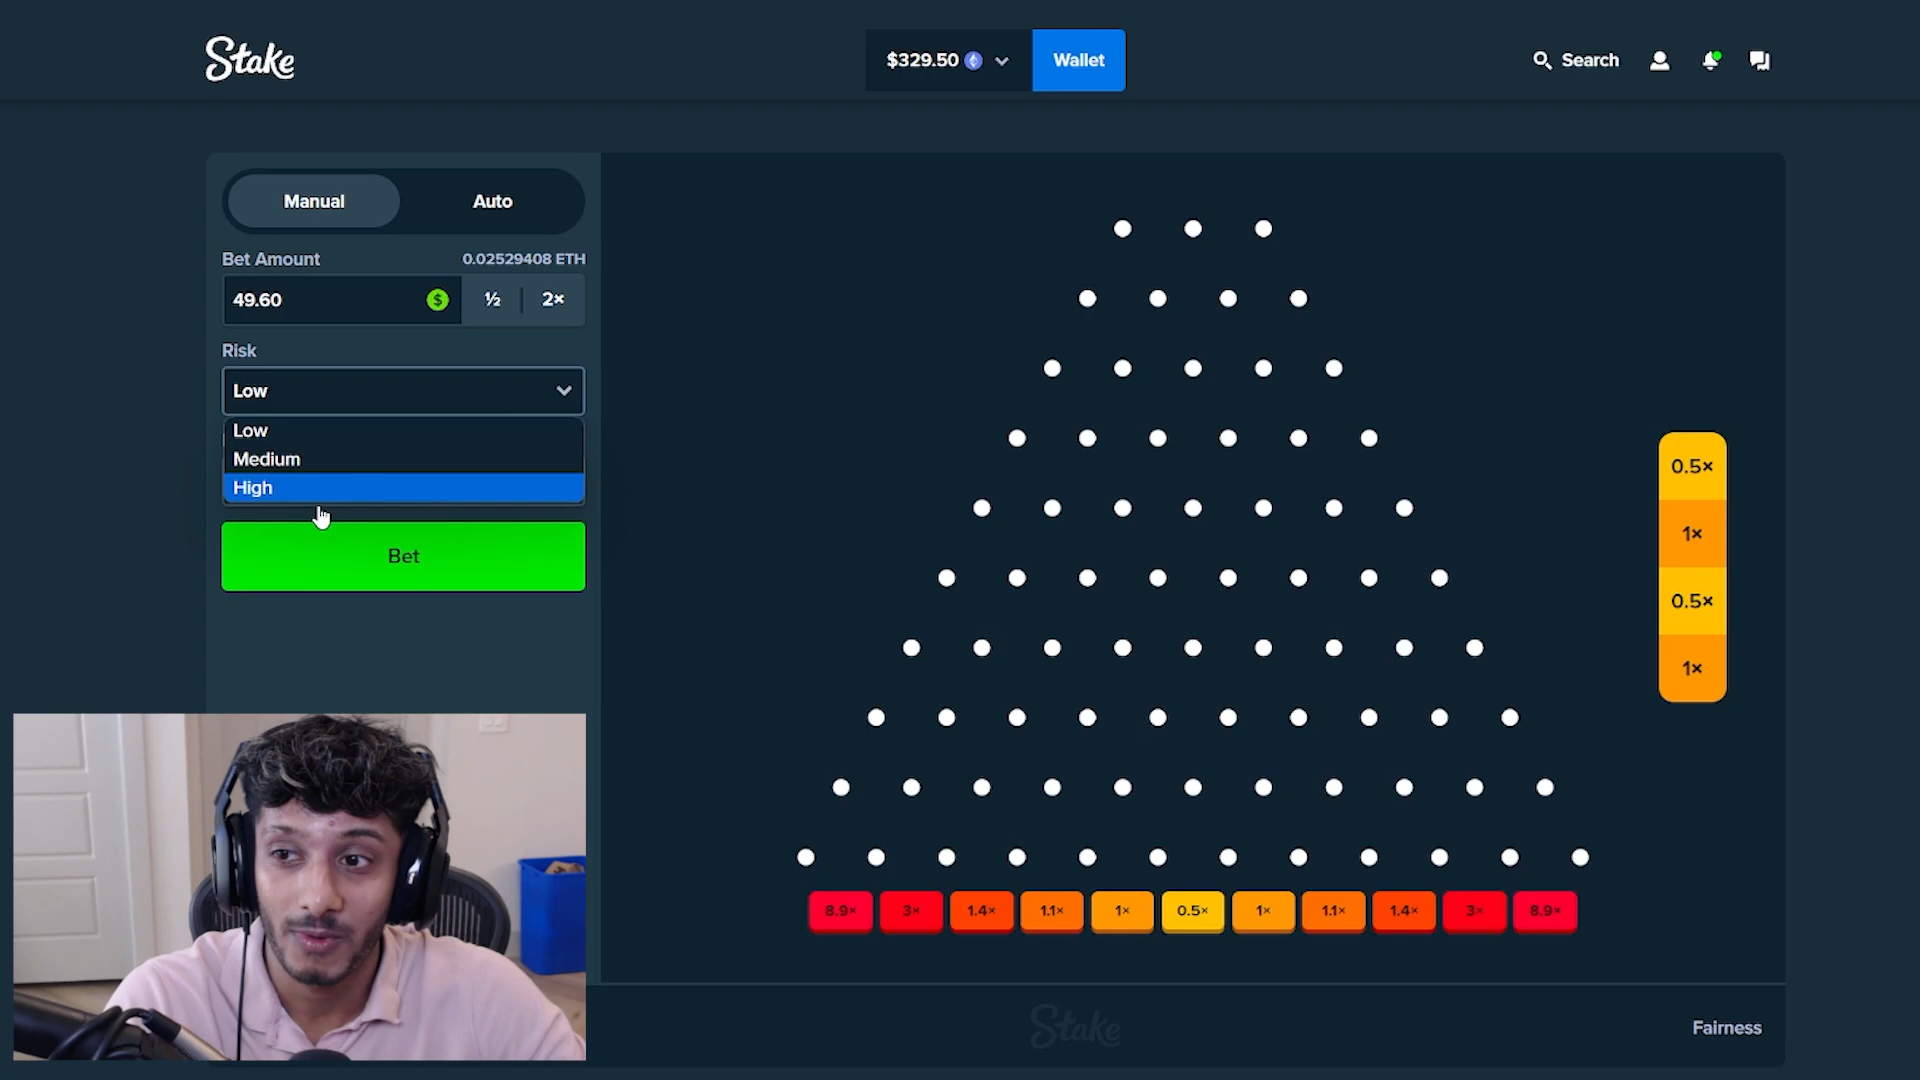 Stake
$329.50
Wallet
Search
Manual
Auto
Bet Amount
0.02529408 ETH
49.60
$
½
2×
Risk
Low
Low
Medium
High
Bet
0.5×
1×
0.5×
1×
8.9×
3×
1.4×
1.1×
1×
0.5×
1×
1.1×
1.4×
3×
8.9×
Stake
Fairness